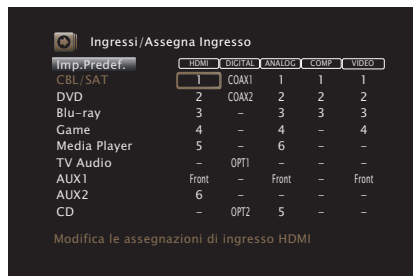 Ingressi/Assegna Ingresso
Imp.Predef. HDMI DIGITAL ANALOG COMP VIDEO
CBL/SAT 1 COAX1 1 1 1
DVD 2 COAX2 2 2 2
Blu-ray 3 – 3 3 3
Game 4 – 4 – 4
Media Player 5 – 6 – –
TV Audio – OPT1 – – –
AUX1 Front – Front – Front
AUX2 6 – – – –
CD – OPT2 5 – –
Modifica le assegnazioni di ingresso HDMI